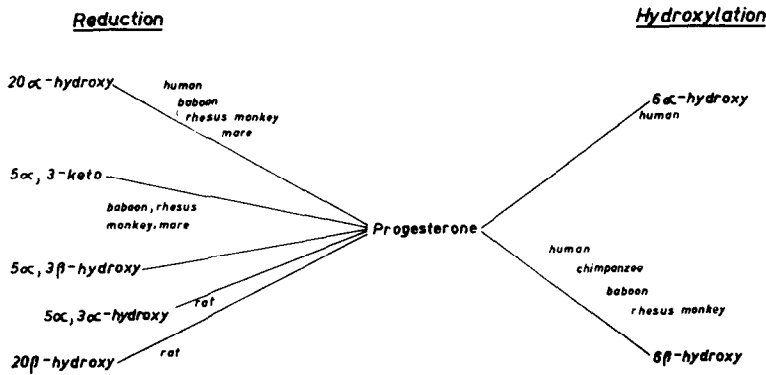 Reduction
Hydroxylation
20α-hydroxy
human
baboon
rhesus monkey
mare
6α-hydroxy
human
5α, 3-keto
baboon, rhesus
monkey, mare
Progesterone
5α, 3β-hydroxy
rat
5α, 3α-hydroxy
rat
20β-hydroxy
human
chimpanzee
baboon
rhesus monkey
6β-hydroxy